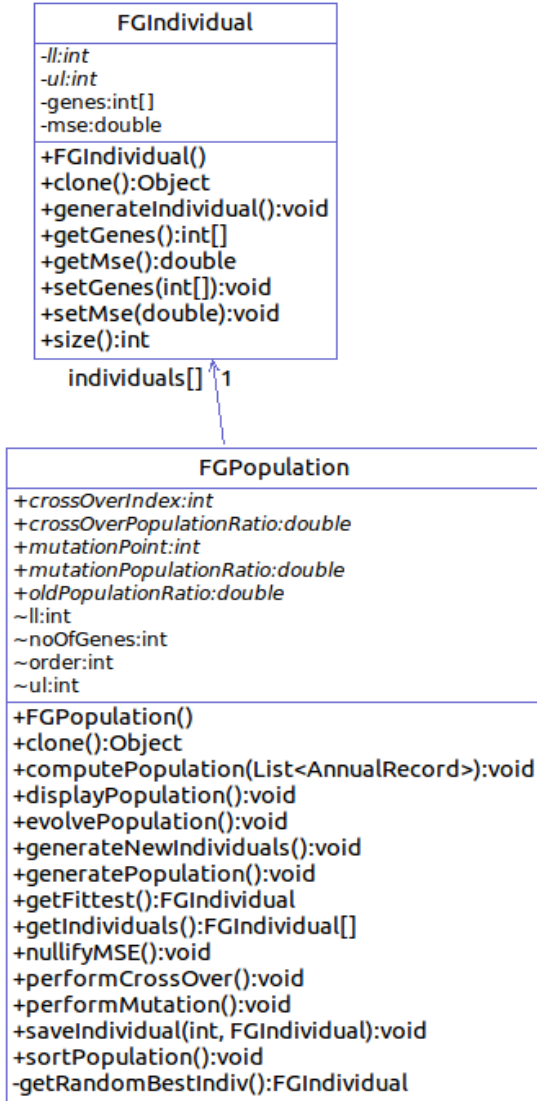 FGIndividual
-ll:int
-ul:int
-genes:int[]
-mse:double
+FGIndividual()
+clone():Object
+generateIndividual():void
+getGenes():int[]
+getMse():double
+setGenes(int[]):void
+setMse(double):void
+size():int
individuals[] 1
FGPopulation
+crossOverIndex:int
+crossOverPopulationRatio:double
+mutationPoint:int
+mutationPopulationRatio:double
+oldPopulationRatio:double
~ll:int
~noOfGenes:int
~order:int
~ul:int
+FGPopulation()
+clone():Object
+computePopulation(List<AnnualRecord>):void
+displayPopulation():void
+evolvePopulation():void
+generateNewIndividuals():void
+generatePopulation():void
+getFittest():FGIndividual
+getIndividuals():FGIndividual[]
+nullifyMSE():void
+performCrossOver():void
+performMutation():void
+saveIndividual(int, FGIndividual):void
+sortPopulation():void
-getRandomBestIndiv():FGIndividual